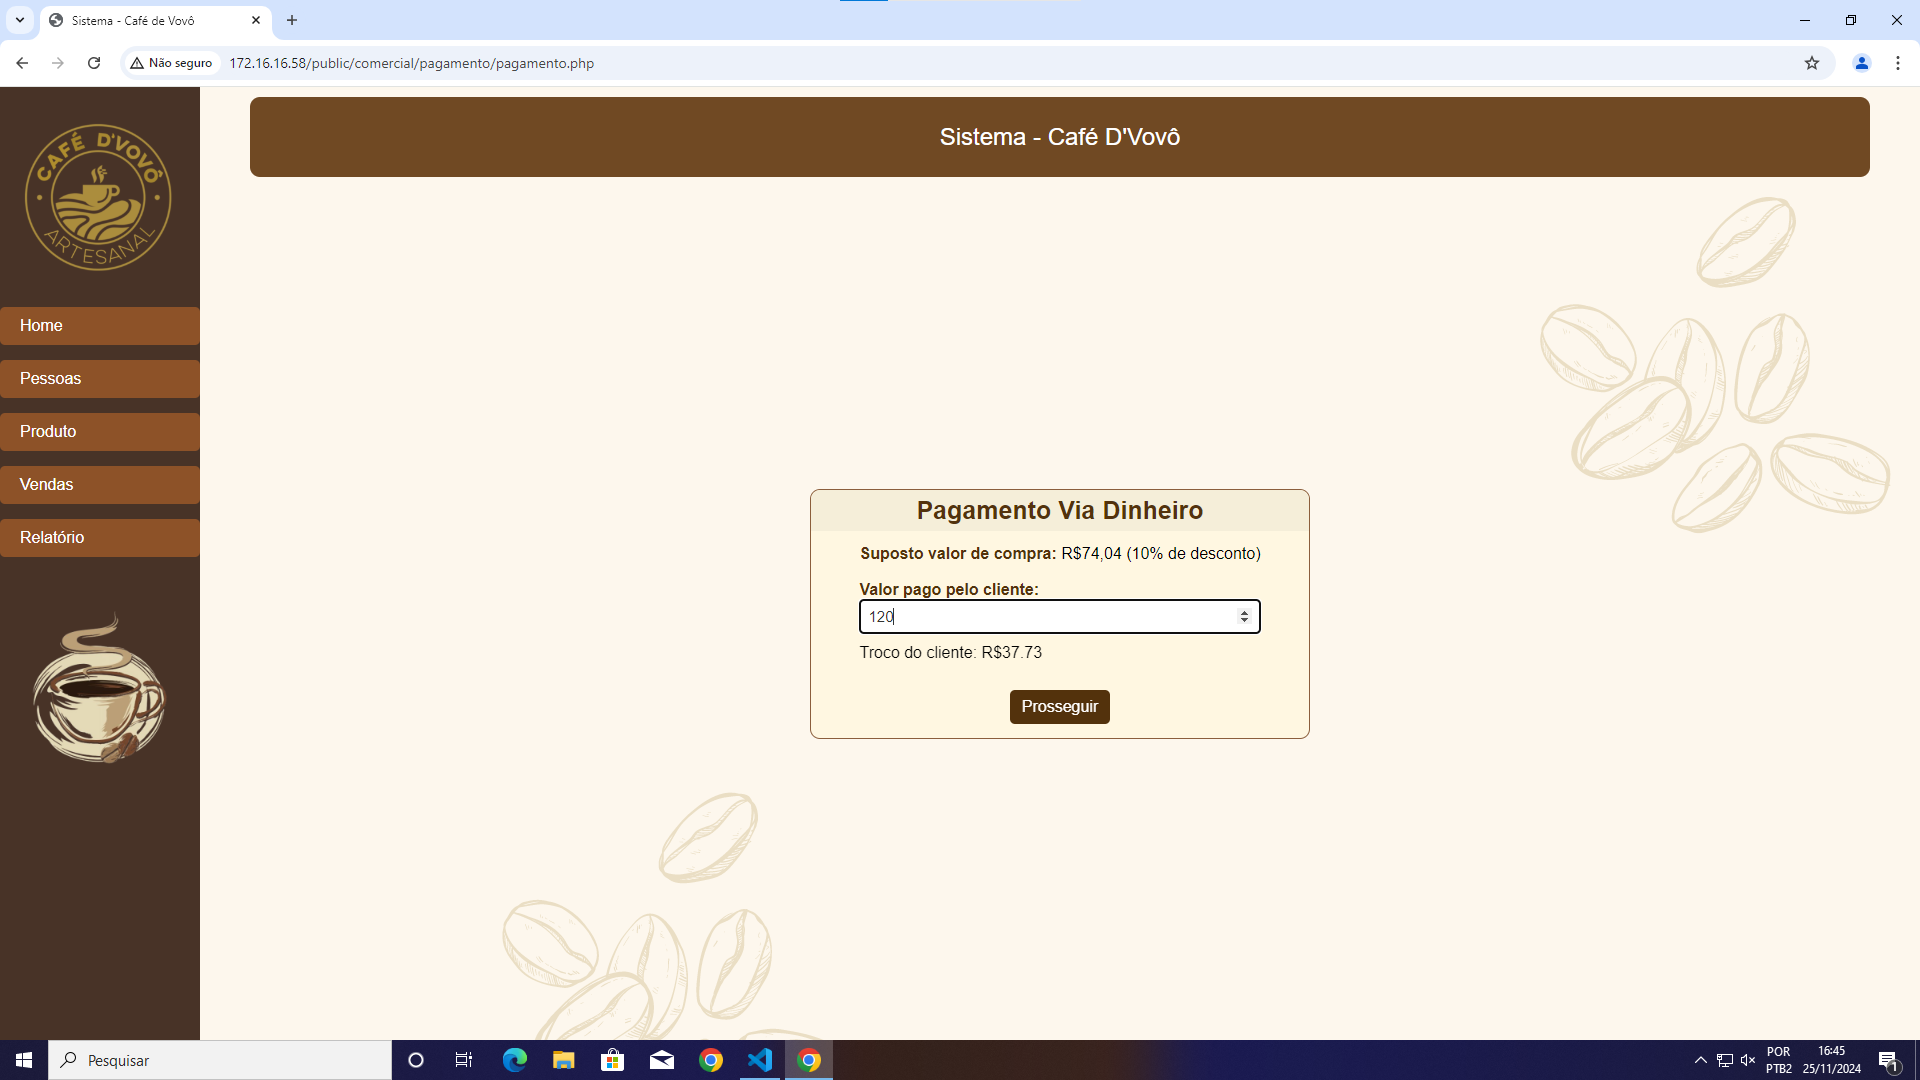 Sistema - Café de Vovô
Não seguro
172.16.16.58/public/comercial/pagamento/pagamento.php
CAFÉ D'VOVÔ
ARTESANAL
Sistema - Café D'Vovô
Home
Pessoas
Produto
Vendas
Relatório
Pagamento Via Dinheiro
Suposto valor de compra: R$74,04 (10% de desconto)
Valor pago pelo cliente:
120
Troco do cliente: R$37.73
Prosseguir
Pesquisar
POR
PTB2
16:45
25/11/2024
1